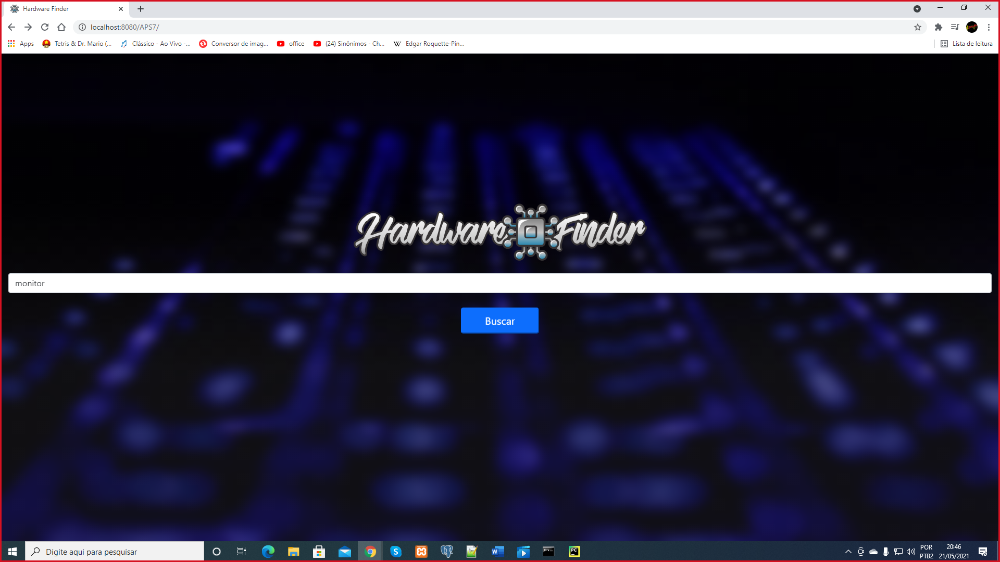 Hardware Finder
localhost:8080/APS7/
Apps
Tetris & Dr. Mario (...
Clássico - Ao Vivo -...
Conversor de imag...
office
(24) Sinônimos - Ch...
W Edgar Roquette-Pin...
Lista de leitura
Hardware Finder
monitor
Buscar
Digite aqui para pesquisar
POR
PTB2
20:46
21/05/2021